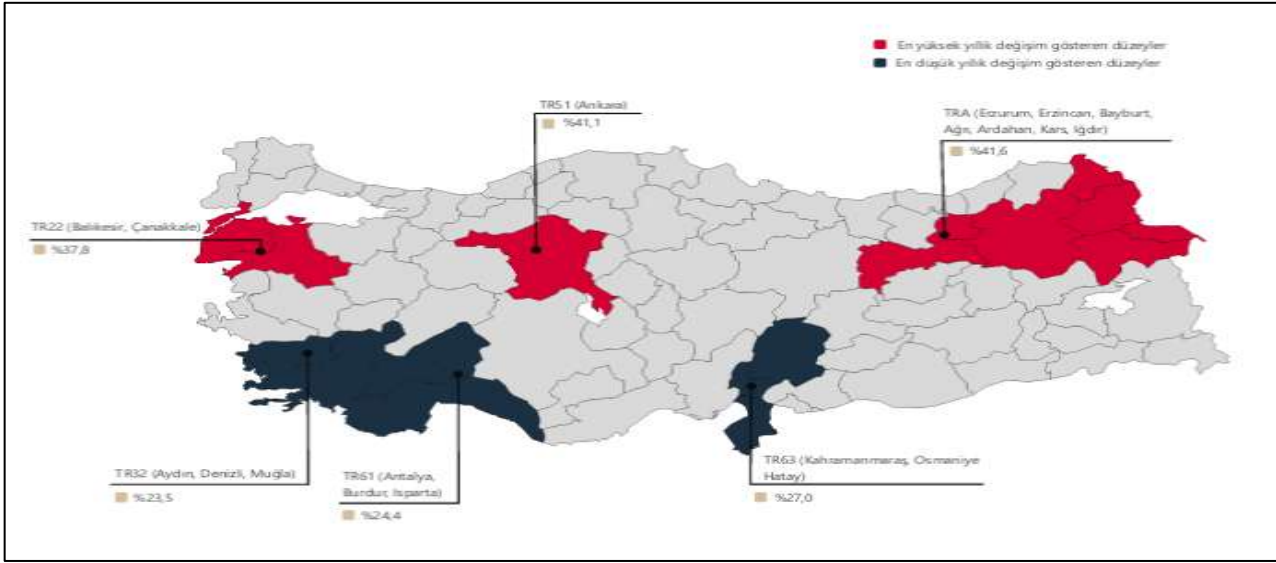 En yüksek yıllık değişim gösteren düzeyler
En düşük yıllık değişim gösteren düzeyler
TR51 (Ankara)
%41,1
TRA (Erzurum, Erzincan, Bayburt,
Ağrı, Ardahan, Kars, Iğdır)
%41,6
TR22 (Balıkesir, Çanakkale)
%37,8
TR32 (Aydın, Denizli, Muğla)
%23,5
TR61 (Antalya,
Burdur, Isparta)
%24,4
TR63 (Kahramanmaraş, Osmaniye
Hatay)
%27,0